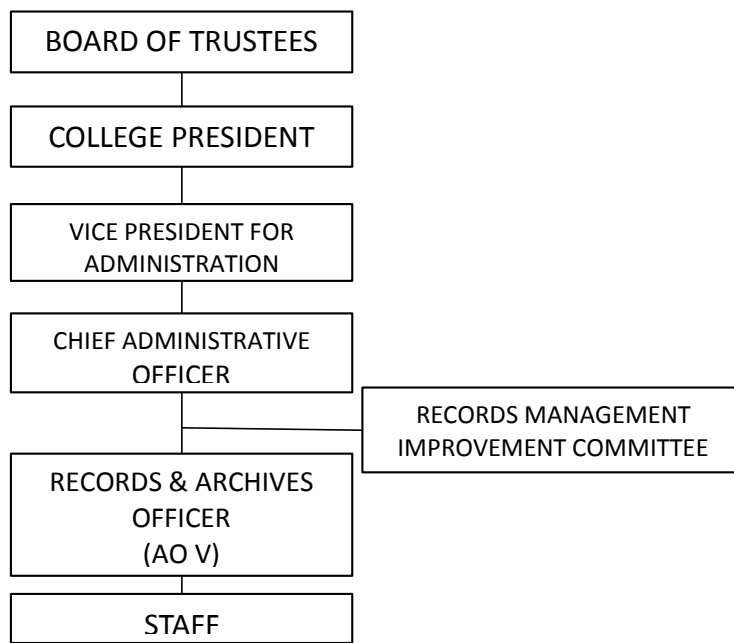 BOARD OF TRUSTEES
COLLEGE PRESIDENT
VICE PRESIDENT FOR
ADMINISTRATION
CHIEF ADMINISTRATIVE
OFFICER
RECORDS MANAGEMENT
IMPROVEMENT COMMITTEE
RECORDS & ARCHIVES
OFFICER
(AO V)
STAFF